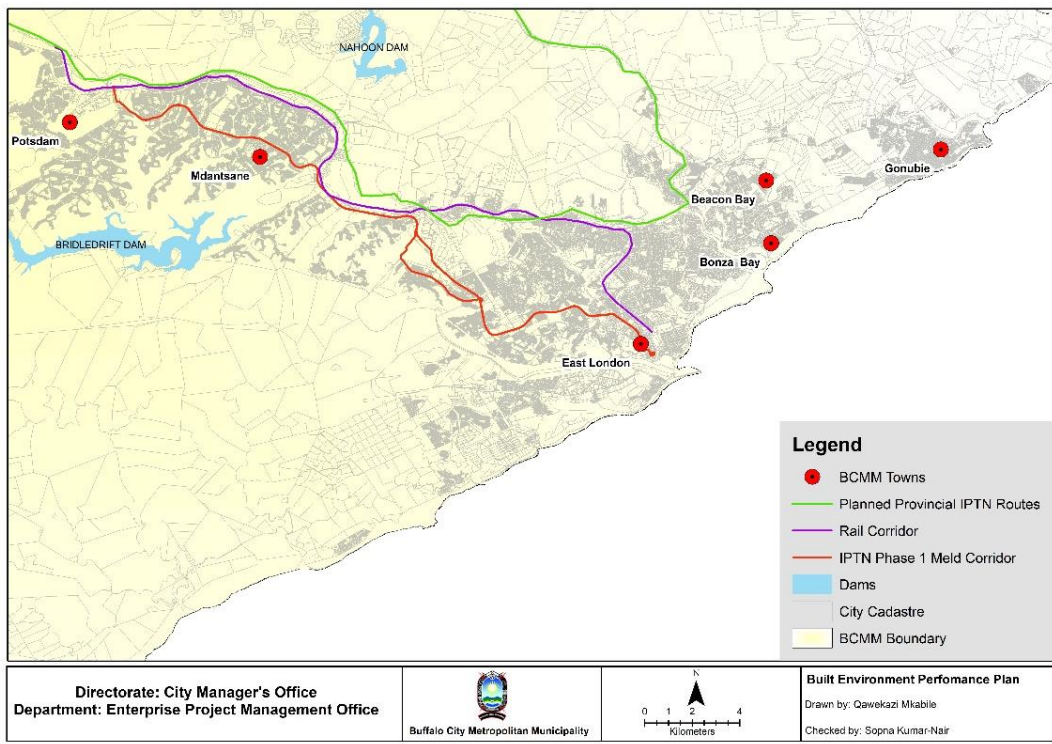 NAHOON DAM
Potsdam
Mdantsane
Gonubie
Beacon Bay
BRIDLEDRIFT DAM
Bonza Bay
East London
Legend
BCMM Towns
Planned Provincial IPTN Routes
Rail Corridor
IPTN Phase 1 Meld Corridor
Dams
City Cadastre
BCMM Boundary
Directorate: City Manager's Office
Department: Enterprise Project Management Office
Buffalo City Metropolitan Municipality
N
0 2 4
Kilometers
Built Environment Perfomance Plan
Drawn by: Qawekazi Mkabile
Checked by: Sopna Kumar-Nair